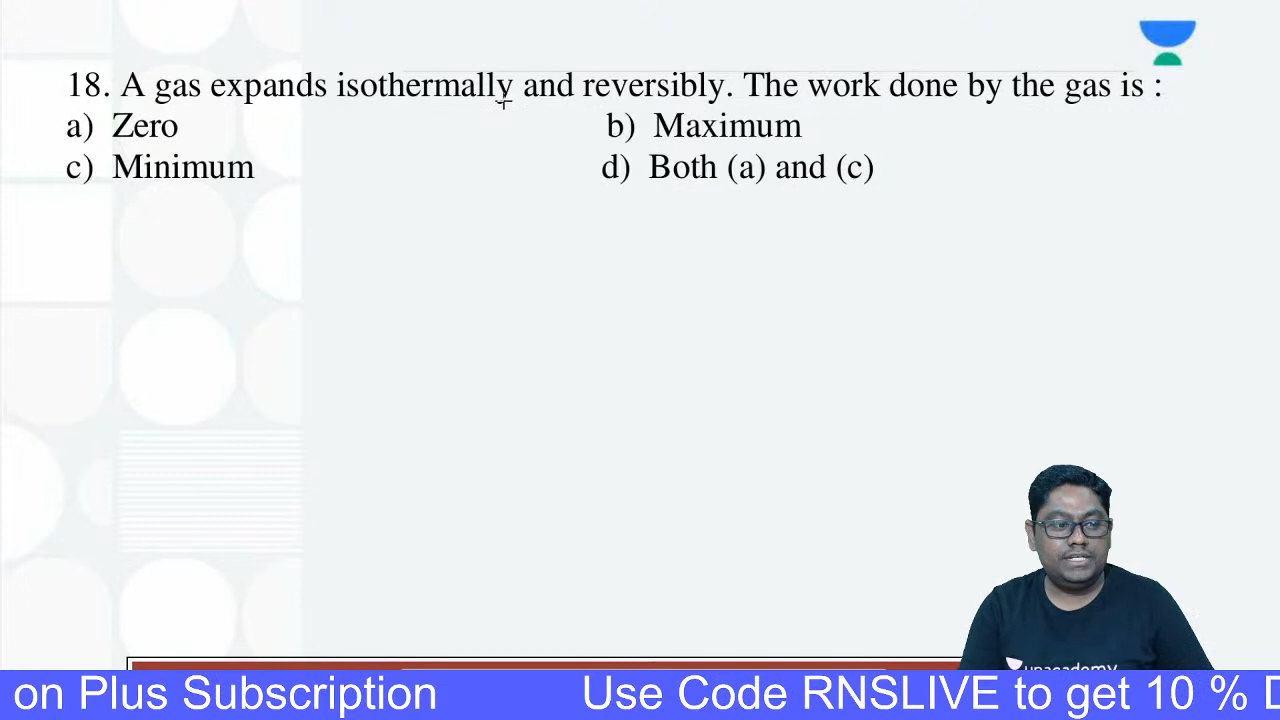 18. A gas expands isothermally and reversibly. The work done by the gas is :
a) Zero b) Maximum
c) Minimum d) Both (a) and (c)
unacademy
on Plus Subscription Use Code RNSLIVE to get 10 % D